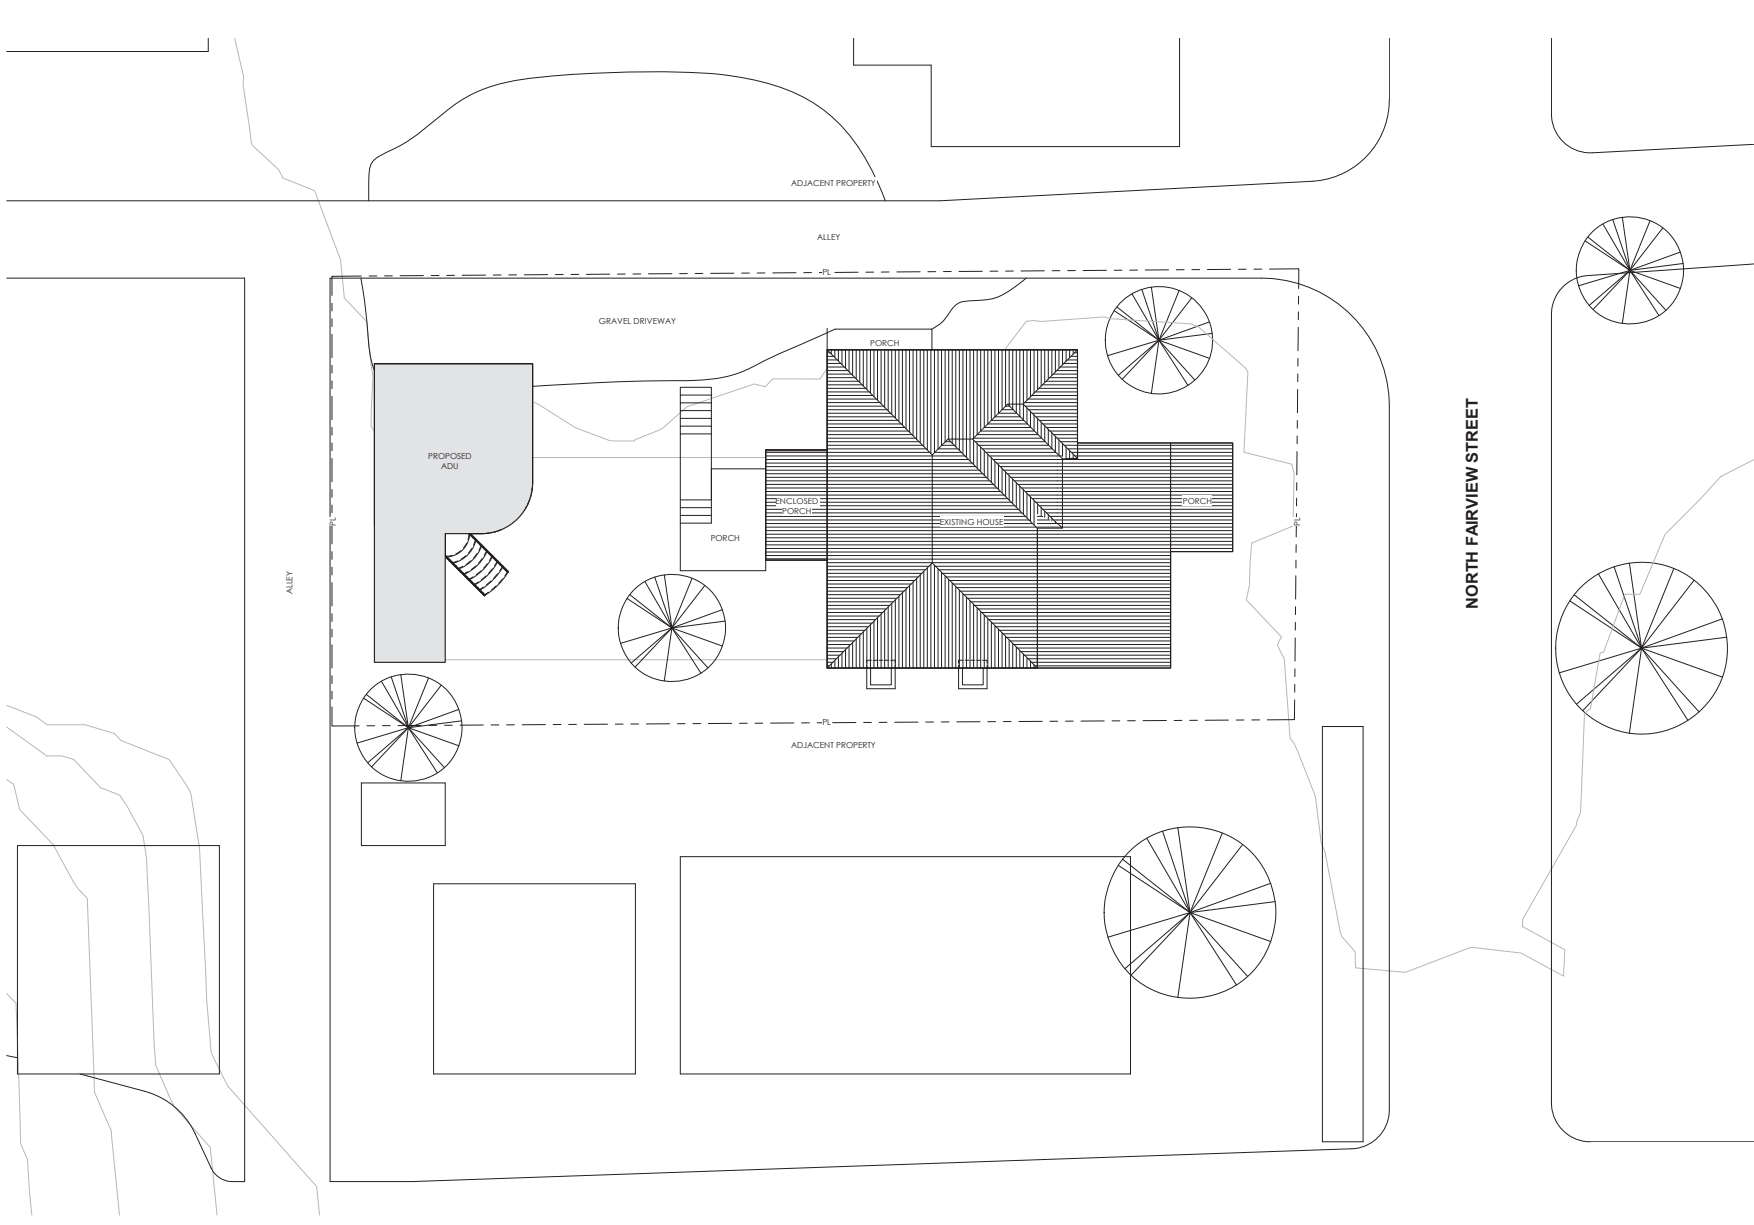 ADJACENT PROPERTY
ALLEY
PL
GRAVEL DRIVEWAY
PORCH
PROPOSED
ADU
ENCLOSED
PORCH
PORCH
EXISTING HOUSE
PORCH
PL
PL
ALLEY
NORTH FAIRVIEW STREET
PL
ADJACENT PROPERTY